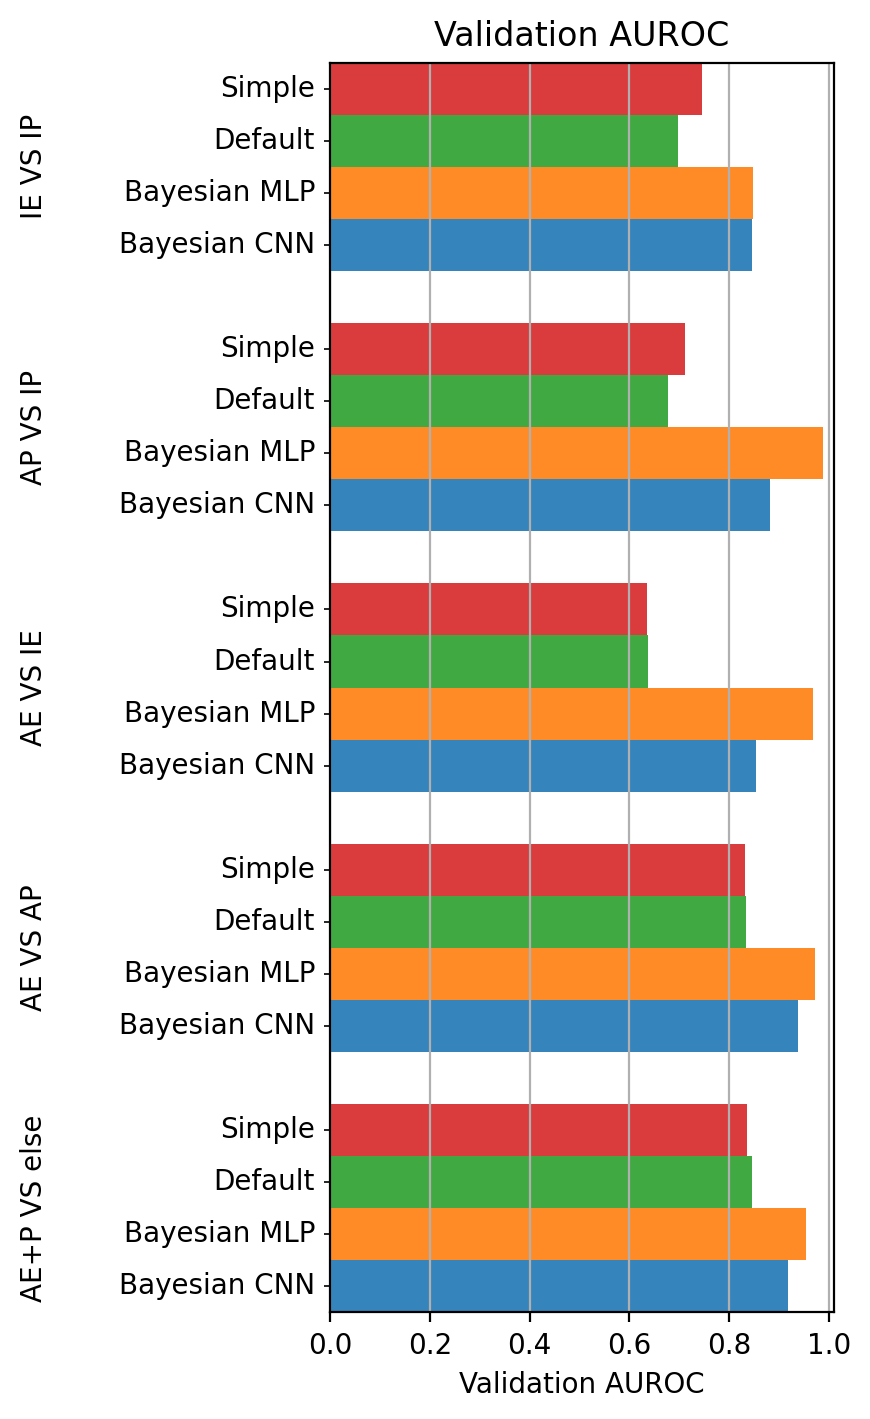 Validation AUROC
IE VS IP
Simple
Default
Bayesian MLP
Bayesian CNN
AP VS IP
Simple
Default
Bayesian MLP
Bayesian CNN
AE VS IE
Simple
Default
Bayesian MLP
Bayesian CNN
AE VS AP
Simple
Default
Bayesian MLP
Bayesian CNN
AE+P VS else
Simple
Default
Bayesian MLP
Bayesian CNN
0.0 0.2 0.4 0.6 0.8 1.0
Validation AUROC